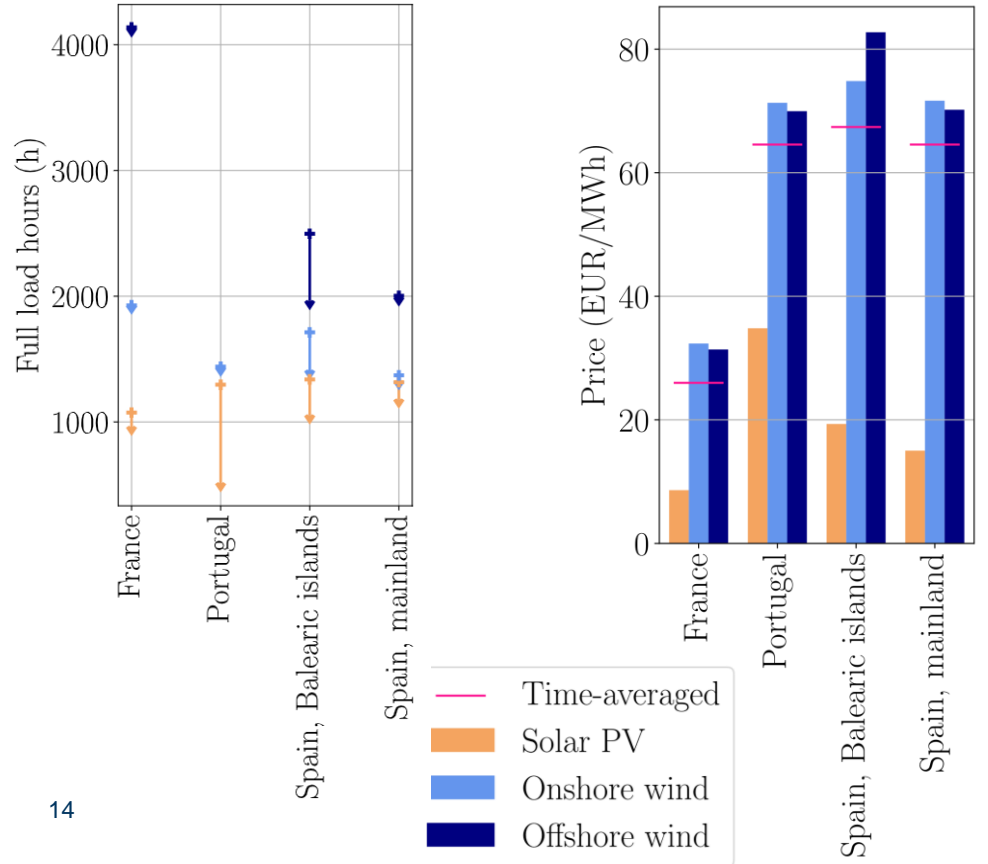 Full load hours (h)
4000
3000
2000
1000
France
Portugal
Spain, Balearic islands
Spain, mainland
Price (EUR/MWh)
80
60
40
20
0
France
Portugal
Spain, Balearic islands
Spain, mainland
Time-averaged
Solar PV
Onshore wind
Offshore wind
14